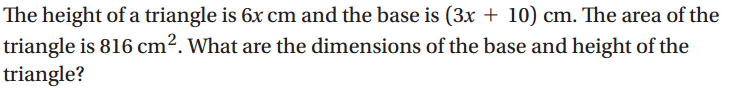 The height of a triangle is 6x cm and the base is (3x + 10) cm. The area of the
triangle is 816 cm². What are the dimensions of the base and height of the
triangle?